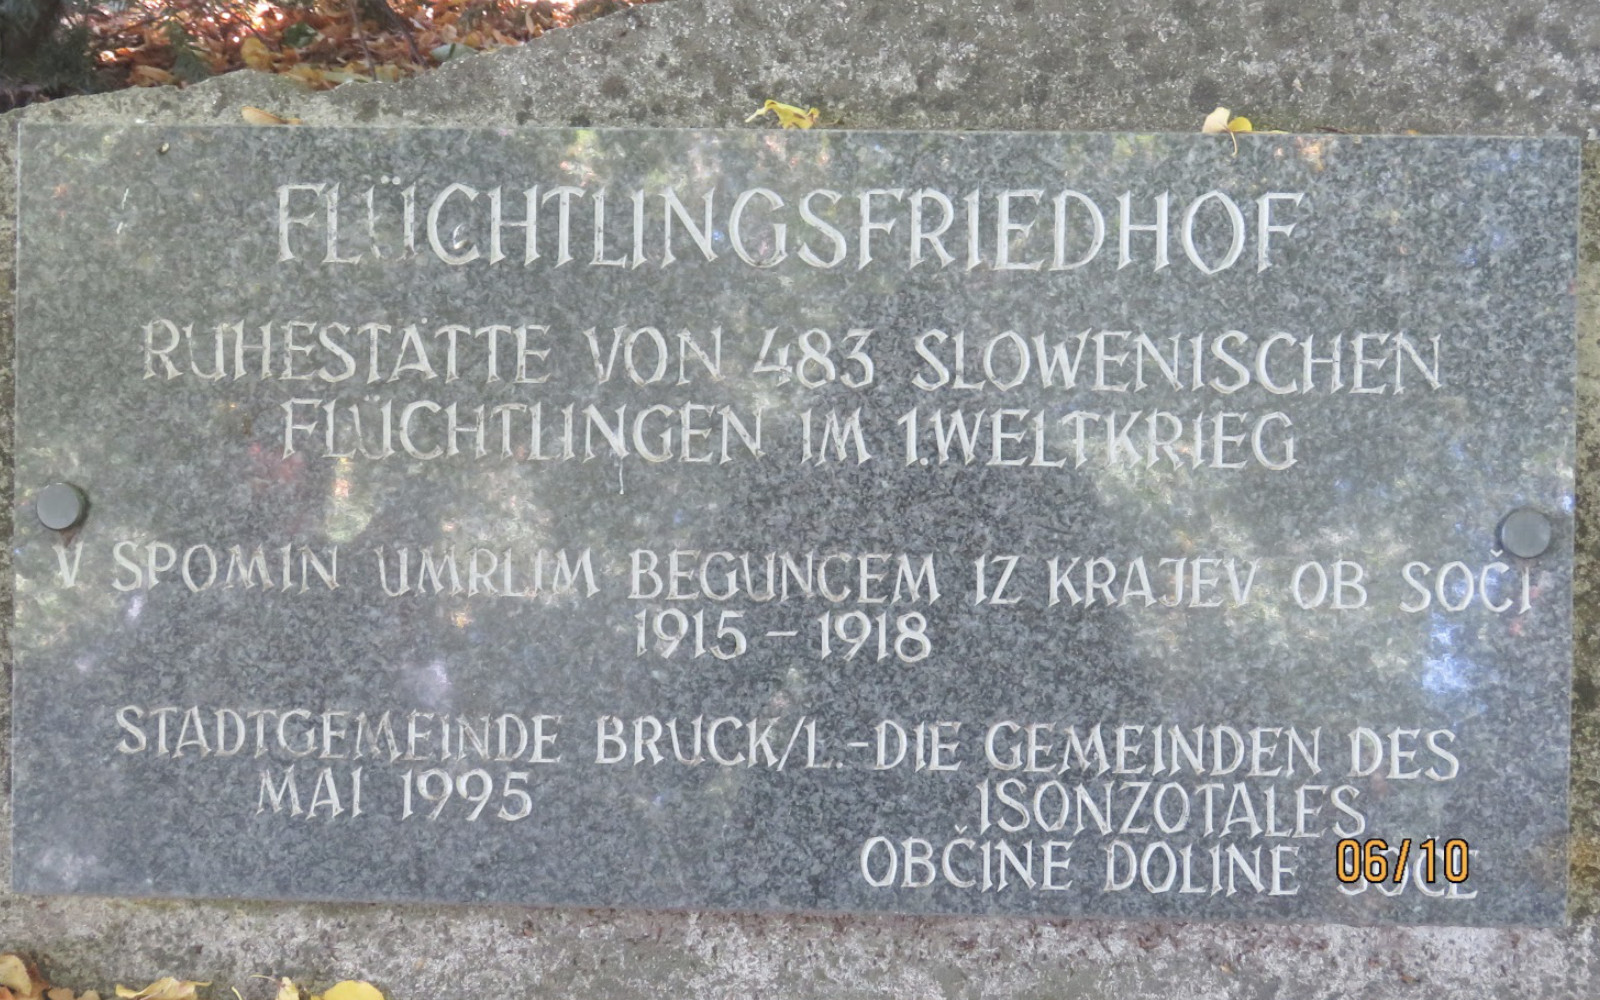 FLÜCHTLINGSFRIEDHOF
RUHESTÄTTE VON 483 SLOWENISCHEN
FLÜCHTLINGEN IM 1.WELTKRIEG
V SPOMIN UMRLIM BEGUNCEM IZ KRAJEV OB SOČI
1915 – 1918
STADTGEMEINDE BRUCK/L.-DIE GEMEINDEN DES
MAI 1995 ISONZOTALES
OBČINE DOLINE SOČE
06/10